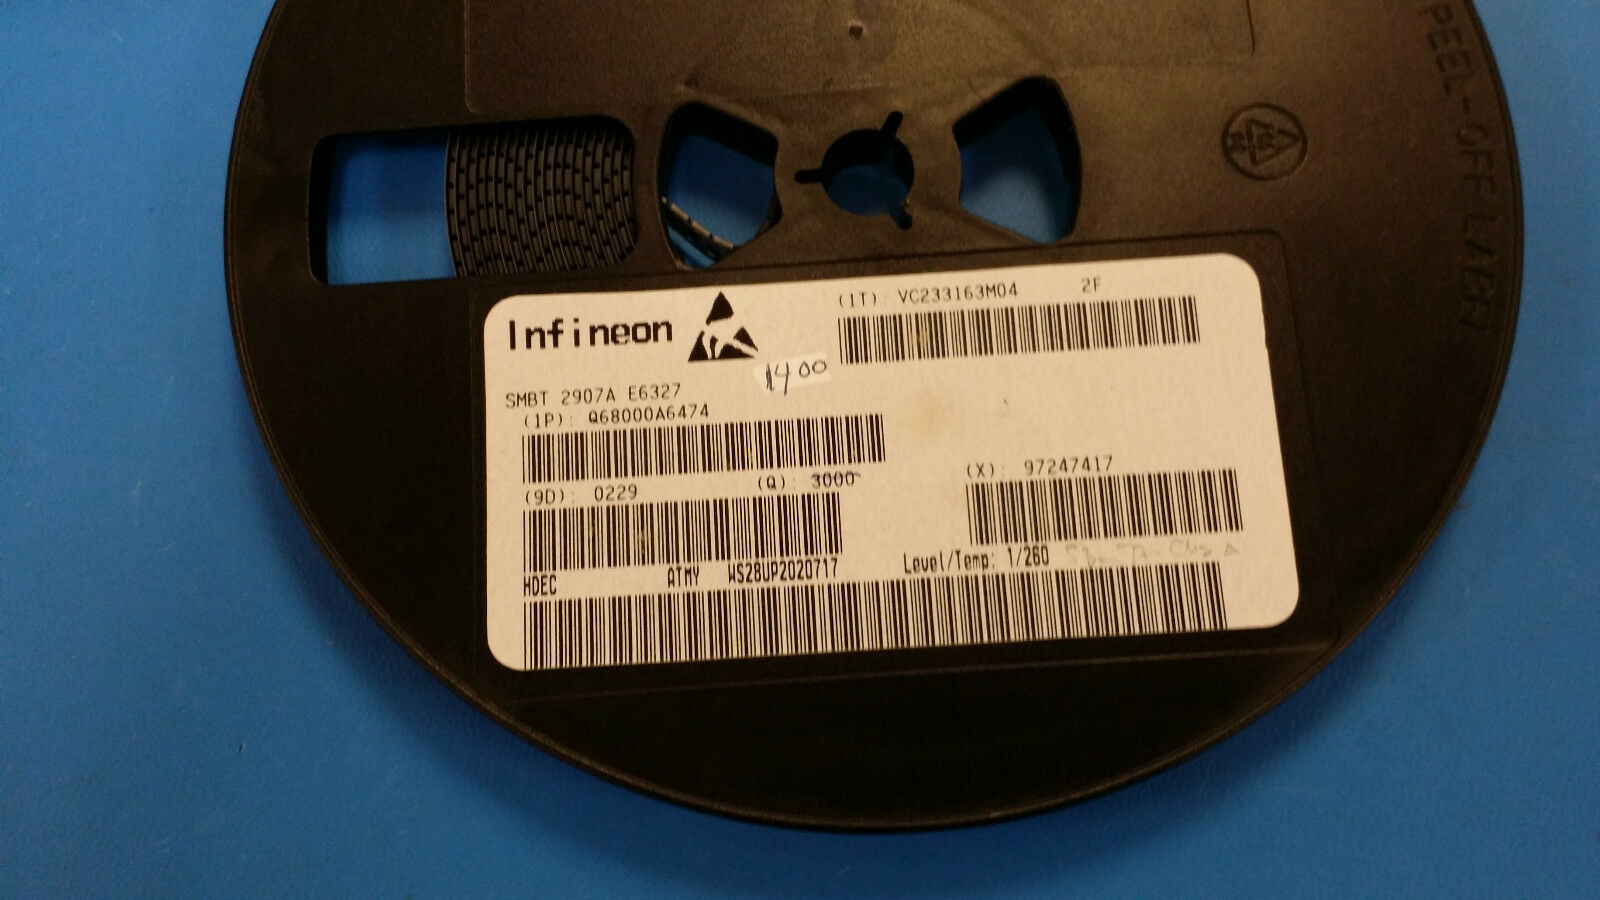 PEEL-OFF LABEL
Infineon
(1T): VC233163M04 2F
1400
SMBT 2907A E6327
(1P): Q68000A6474
(9D): 0229 (Q): 3000 (X): 97247417
HDEC ATMY WS28UP2020717 Level/Temp: 1/260